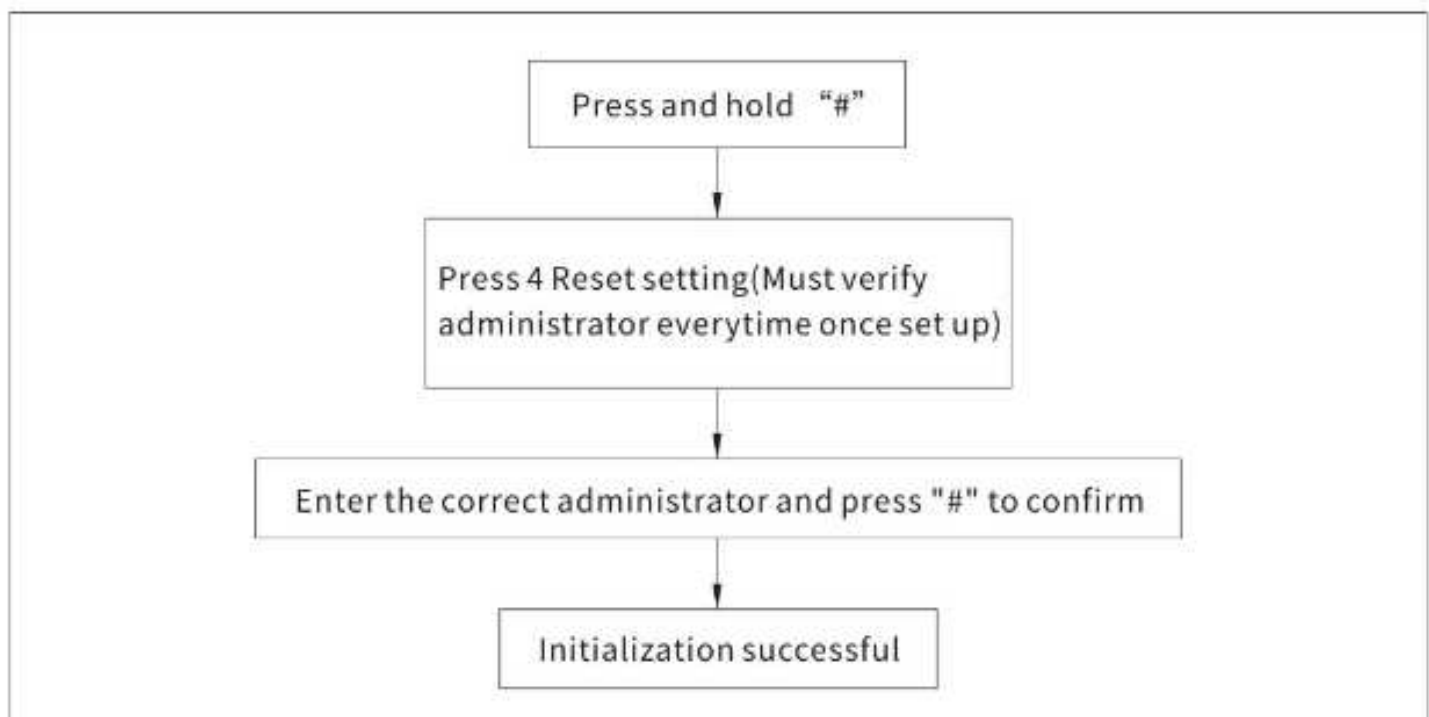 Press and hold “#”
Press 4 Reset setting(Must verify
administrator everytime once set up)
Enter the correct administrator and press "#" to confirm
Initialization successful